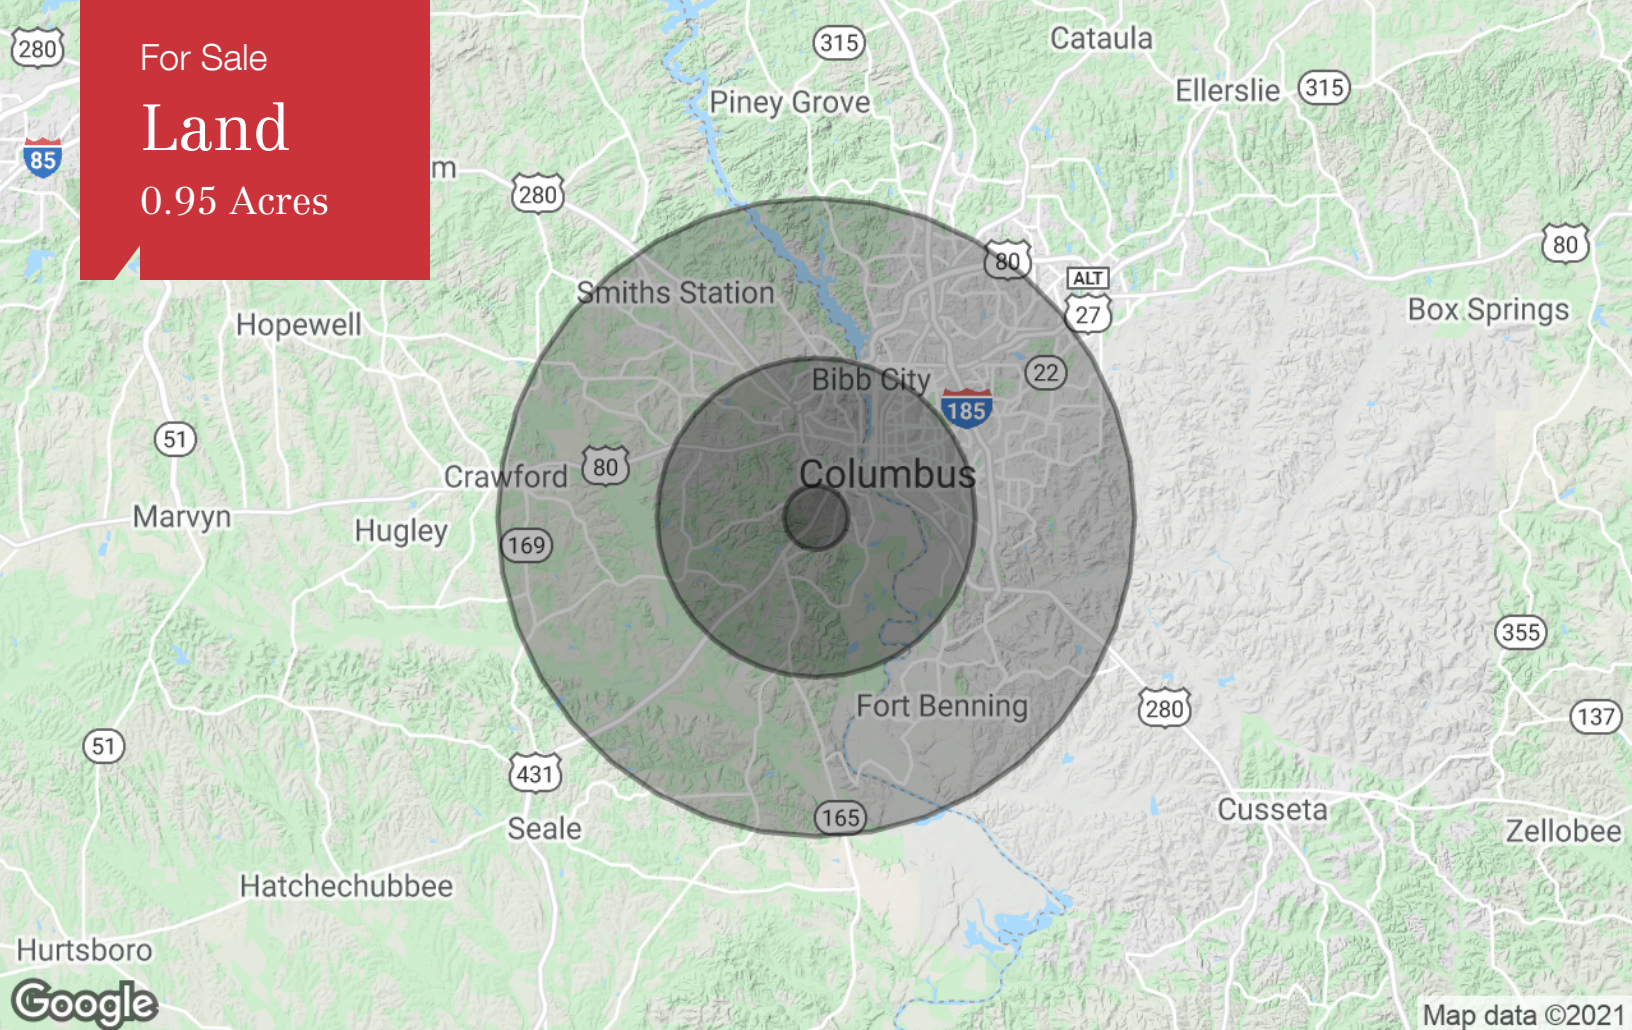 For Sale
Land
0.95 Acres
280
85
m
280
315
Cataula
Ellerslie
315
Piney Grove
80
80
ALT
27
Smiths Station
Hopewell
Box Springs
Bibb City
22
185
51
Crawford
80
Columbus
Marvyn
Hugley
169
355
Fort Benning
280
137
51
431
Seale
165
Cusseta
Zellobee
Hatchechubbee
Hurtsboro
Google
Map data ©2021